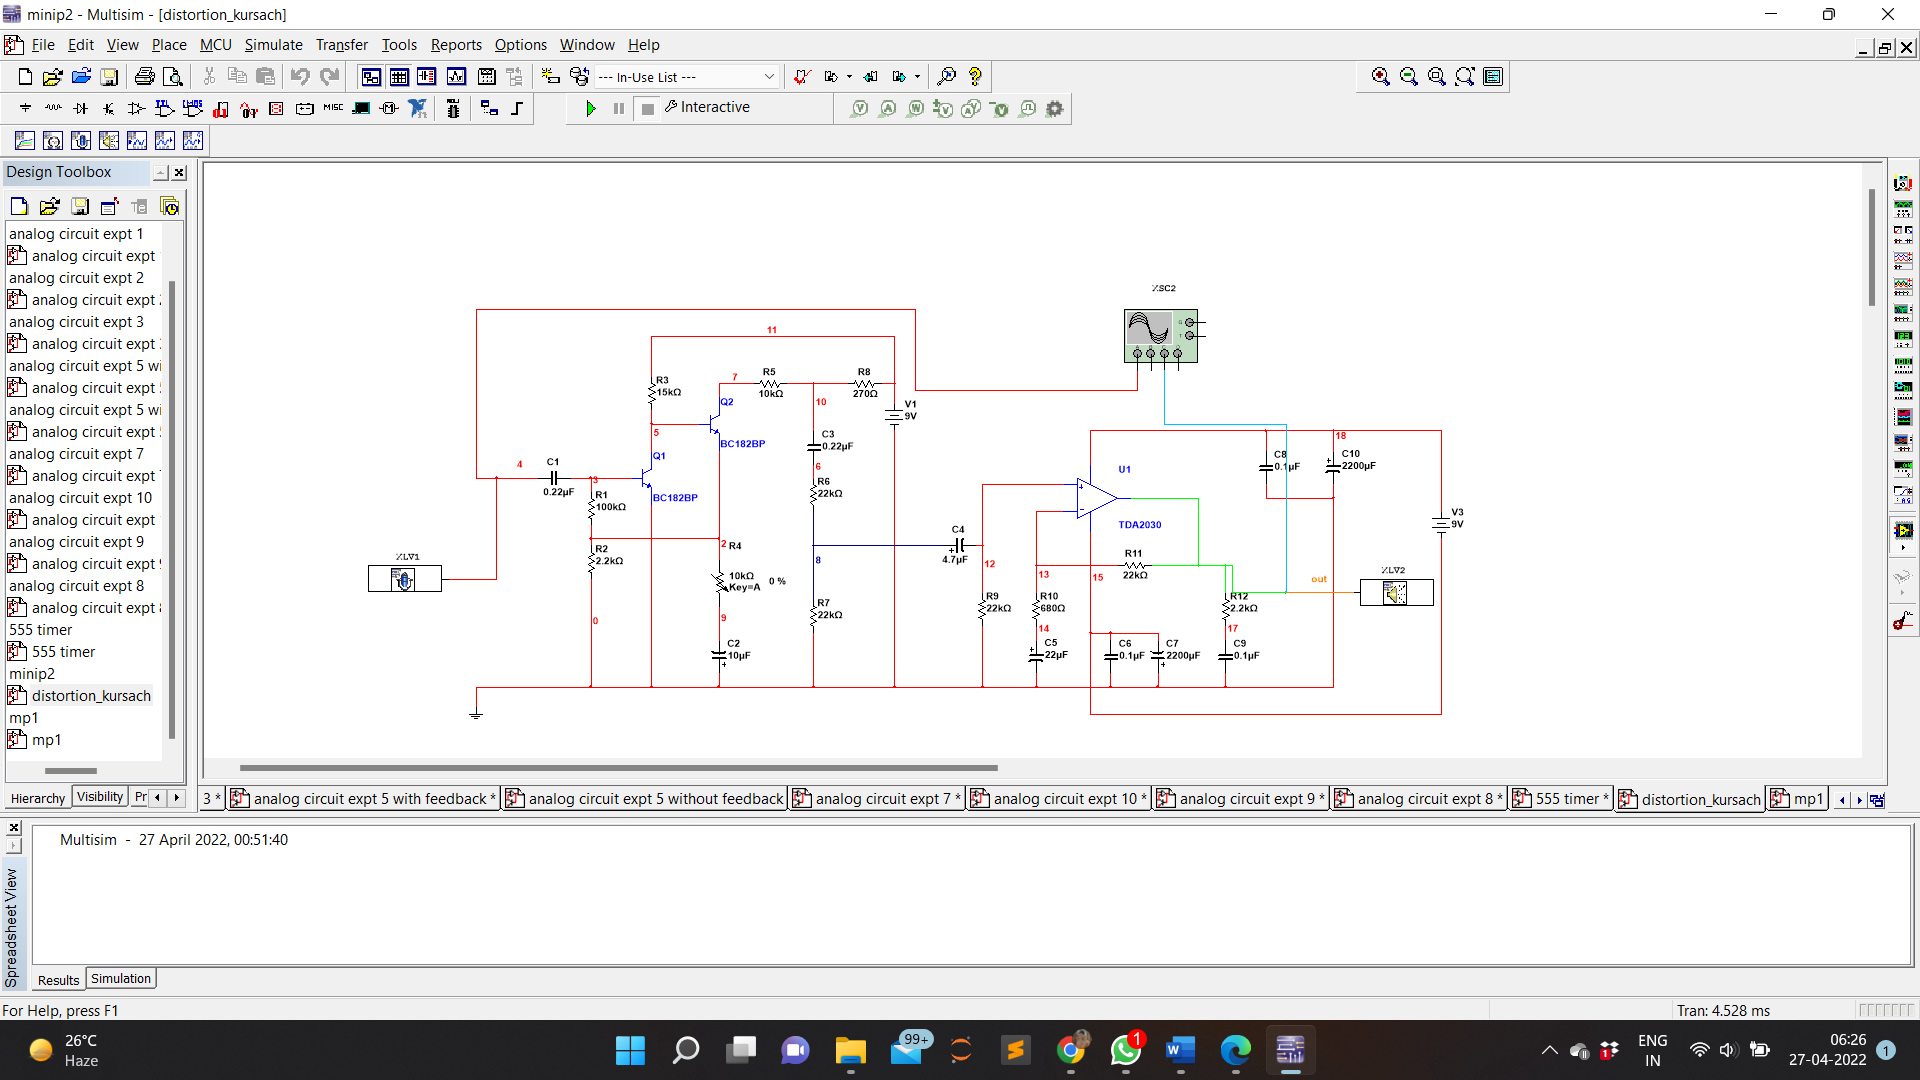 minip2 - Multisim - [distortion_kursach]
File Edit View Place MCU Simulate Transfer Tools Reports Options Window Help
--- In-Use List ---
MISC
Interactive
Design Toolbox
analog circuit expt 1
analog circuit expt
analog circuit expt 2
analog circuit expt 2
analog circuit expt 3
analog circuit expt
analog circuit expt 5 wi
analog circuit expt
analog circuit expt 5 wi
analog circuit expt
analog circuit expt 7
analog circuit expt
analog circuit expt 10
analog circuit expt
analog circuit expt 9
analog circuit expt
analog circuit expt 8
analog circuit expt 8
555 timer
555 timer
minip2
distortion_kursach
mp1
mp1
Hierarchy Visibility Pr
XSC2
11
R3
15kΩ
7
R5
10kΩ
R8
270Ω
Q2
10
V1
9V
5
BC182BP
C3
0.22µF
18
Q1
6
U1
C8
0.1µF
C10
2200µF
4
C1
0.22µF
3
R1
100kΩ
BC182BP
R6
22kΩ
V3
9V
TDA2030
C4
4.7µF
R2
2.2kΩ
2
R4
8
12
R11
22kΩ
13
15
XLV1
10kΩ
Key=A
0 %
out
XLV2
R7
22kΩ
R9
22kΩ
R10
680Ω
R12
2.2kΩ
0
9
14
17
C2
10µF
C5
22µF
C6
0.1µF
C7
2200µF
C9
0.1µF
3 * analog circuit expt 5 with feedback * analog circuit expt 5 without feedback analog circuit expt 7 * analog circuit expt 10 * analog circuit expt 9 * analog circuit expt 8 * 555 timer * distortion_kursach mp1
Multisim - 27 April 2022, 00:51:40
Spreadsheet View
Results Simulation
For Help, press F1
Tran: 4.528 ms
26°C
Haze
99+
1
1
ENG
IN
06:26
27-04-2022
1